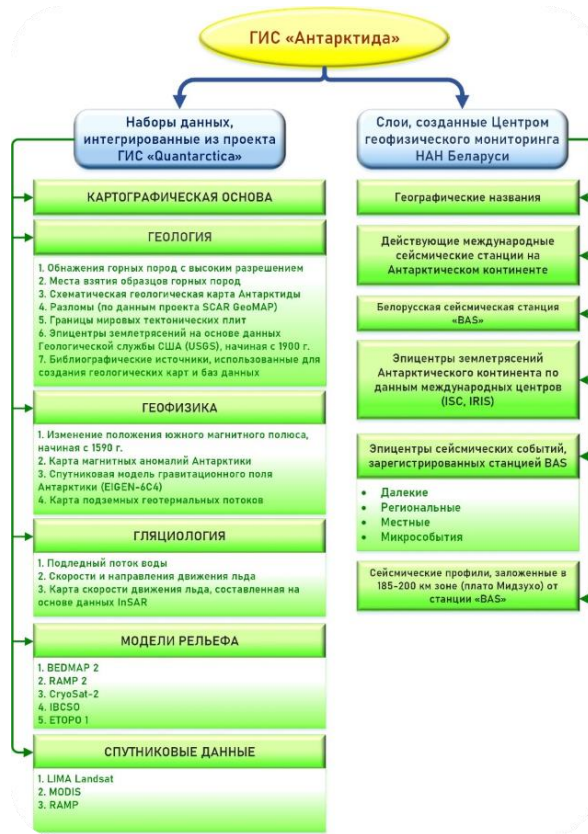 ГИС «Антарктида»
Наборы данных,
интегрированные из проекта
ГИС «Quantarctica»
КАРТОГРАФИЧЕСКАЯ ОСНОВА
ГЕОЛОГИЯ
1. Обнажения горных пород с высоким разрешением
2. Места взятия образцов горных пород
3. Схематическая геологическая карта Антарктиды
4. Разломы (по данным проекта SCAR GeoMAP)
5. Границы мировых тектонических плит
6. Эпицентры землетрясений на основе данных
Геологической службы США (USGS), начиная с 1900 г.
7. Библиографические источники, использованные для
создания геологических карт и баз данных
ГЕОФИЗИКА
1. Изменение положения южного магнитного полюса,
начиная с 1590 г.
2. Карта магнитных аномалий Антарктики
3. Спутниковая модель гравитационного поля
Антарктики (EIGEN-6C4)
4. Карта подземных геотермальных потоков
ГЛЯЦИОЛОГИЯ
1. Подледный поток воды
2. Скорости и направления движения льда
3. Карта скорости движения льда, составленная на
основе данных InSAR
МОДЕЛИ РЕЛЬЕФА
1. BEDMAP 2
2. RAMP 2
3. CryoSat-2
4. IBCSO
5. ETOPO 1
СПУТНИКОВЫЕ ДАННЫЕ
1. LIMA Landsat
2. MODIS
3. RAMP
Слои, созданные Центром
геофизического мониторинга
НАН Беларуси
Географические названия
Действующие международные
сейсмические станции на
Антарктическом континенте
Белорусская сейсмическая станция
«BAS»
Эпицентры землетрясений
Антарктического континента по
данным международных центров
(ISC, IRIS)
Эпицентры сейсмических событий,
зарегистрированных станцией BAS
• Далекие
• Региональные
• Местные
• Микрособытия
Сейсмические профили, заложенные в
185-200 км зоне (плато Мидзухо) от
станции «BAS»